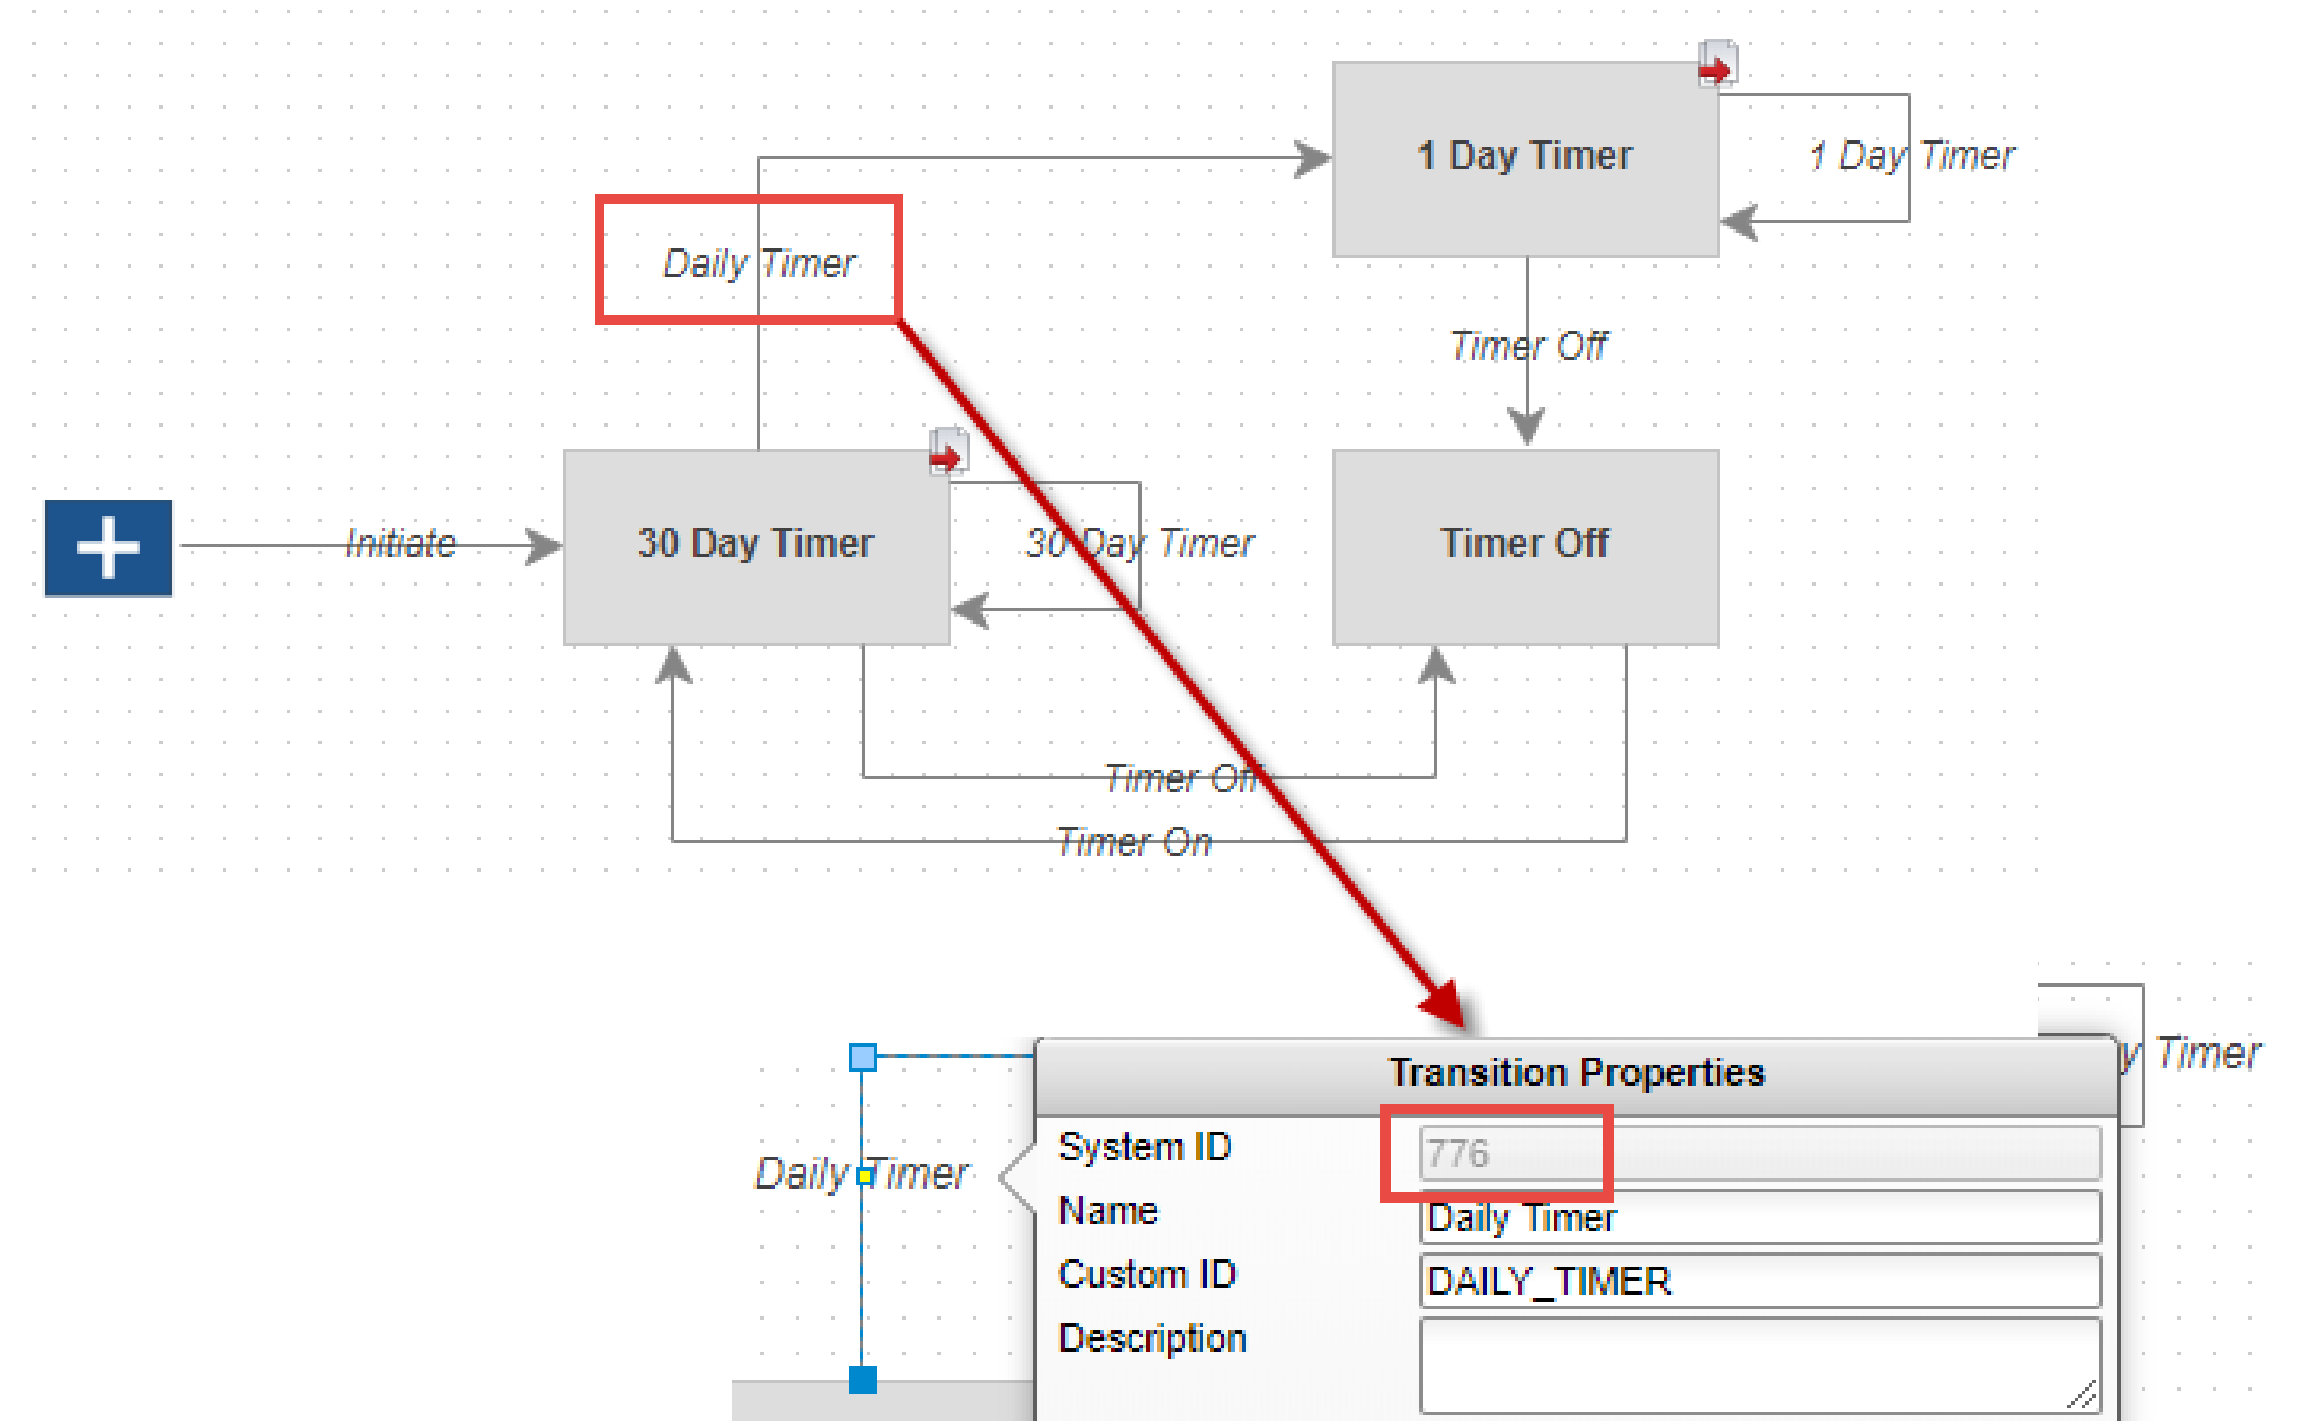 1 Day Timer
1 Day Timer
Daily Timer
Timer Off
Initiate
30 Day Timer
30 Day Timer
Timer Off
Timer Off
Timer On
Transition Properties
y Timer
System ID
776
Daily Timer
Name
Daily Timer
Custom ID
DAILY_TIMER
Description